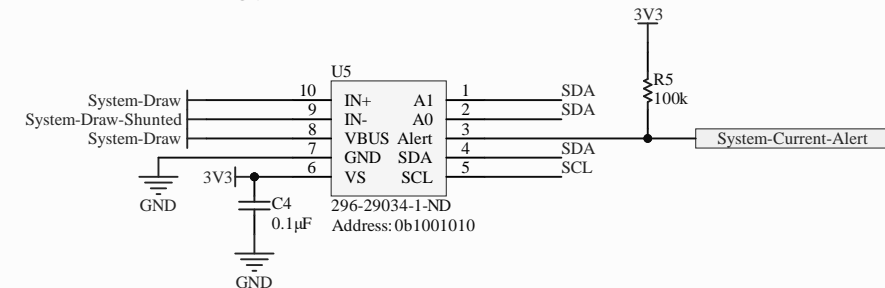 3V3
U5
R5
100k
System-Draw 10 IN+ A1 1 SDA
System-Draw-Shunted 9 IN- A0 2 SDA
System-Draw 8 VBUS Alert 3 System-Current-Alert
7 GND SDA 4 SDA
3V3 6 VS SCL 5 SCL
GND
C4
0.1µF
296-29034-1-ND
Address: 0b1001010
GND